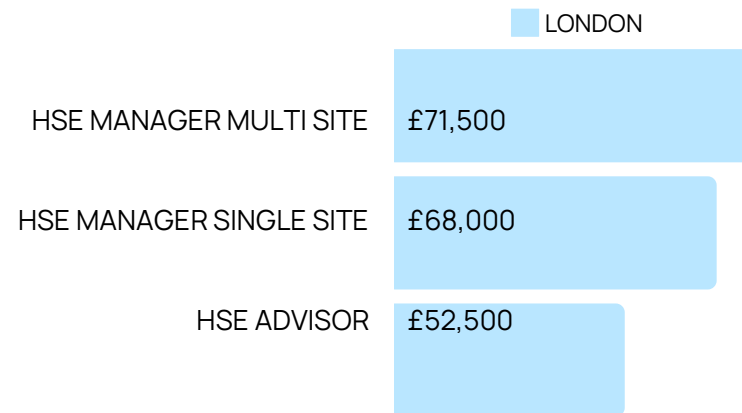 LONDON
HSE MANAGER MULTI SITE £71,500
HSE MANAGER SINGLE SITE £68,000
HSE ADVISOR £52,500